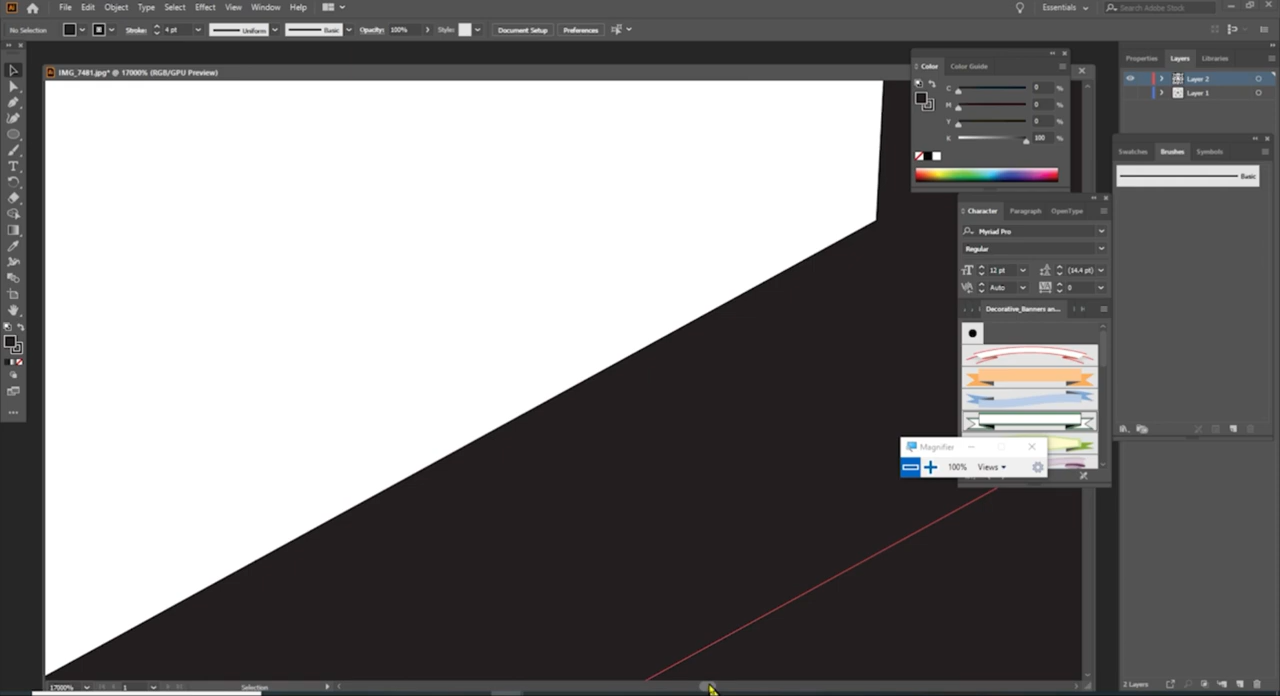 Ai File Edit Object Type Select Effect View Window Help Essentials Search Adobe Stock
No Selection Stroke: 4 pt Uniform Basic Opacity: 100% Style: Document Setup Preferences
Ai IMG_7481.jpg* @ 17000% (RGB/GPU Preview)
Color Color Guide
C 0 %
M 0 %
Y 0 %
K 100 %
Properties Layers Libraries
Layer 2
Layer 1
Swatches Brushes Symbols
Basic
Character Paragraph OpenType
Myriad Pro
Regular
12 pt (14.4 pt)
Auto 0
Decorative_Banners an...
Magnifier
100% Views
17000% 1 Selection
2 Layers